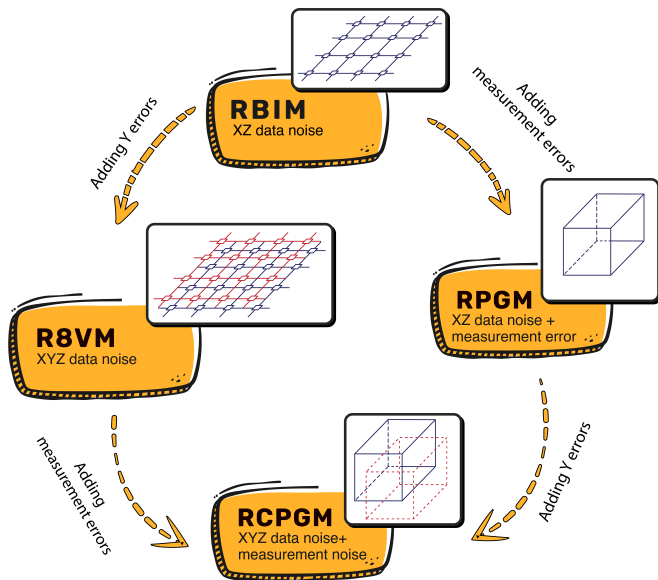 RBIM
XZ data noise
Adding Y errors
Adding
measurement errors
R8VM
XYZ data noise
RPGM
XZ data noise +
measurement error
Adding
measurement errors
Adding Y errors
RCPGM
XYZ data noise+
measurement noise